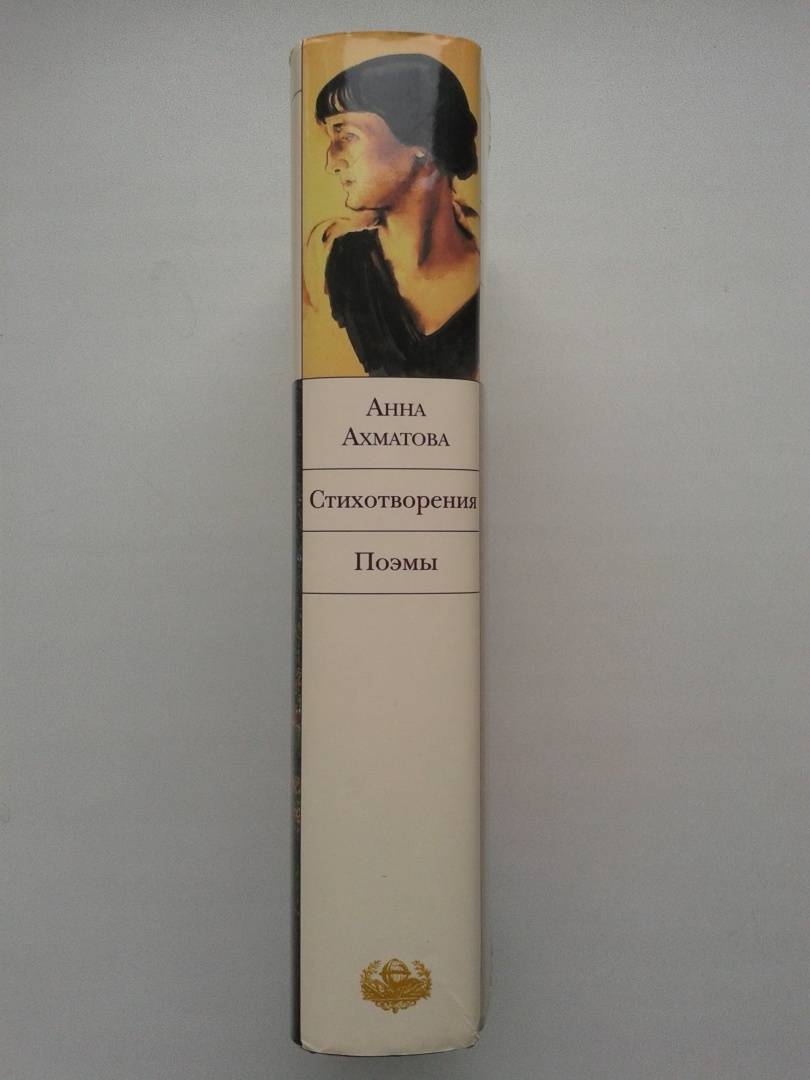 Анна
Ахматова
Стихотворения
Поэмы